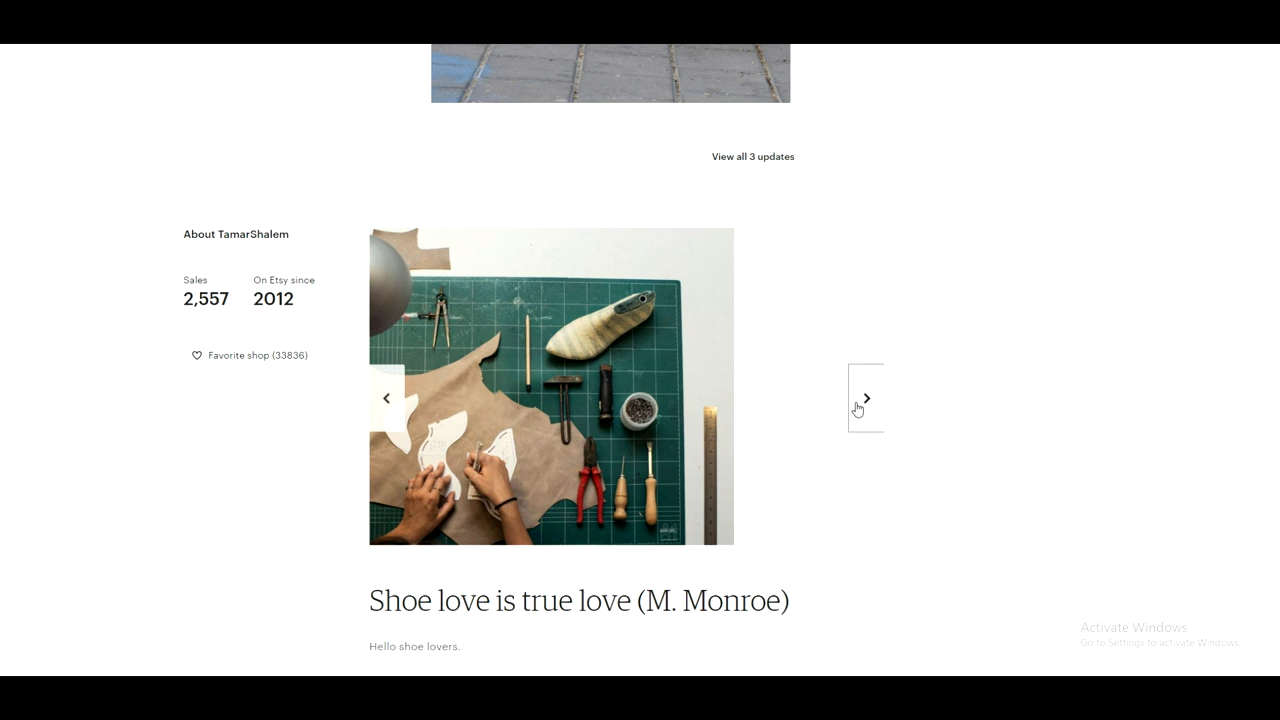 View all 3 updates
About TamarShalem
Sales
On Etsy since
2,557
2012
Favorite shop (33836)
Shoe love is true love (M. Monroe)
Hello shoe lovers.
Activate Windows
Go to Settings to activate Windows.